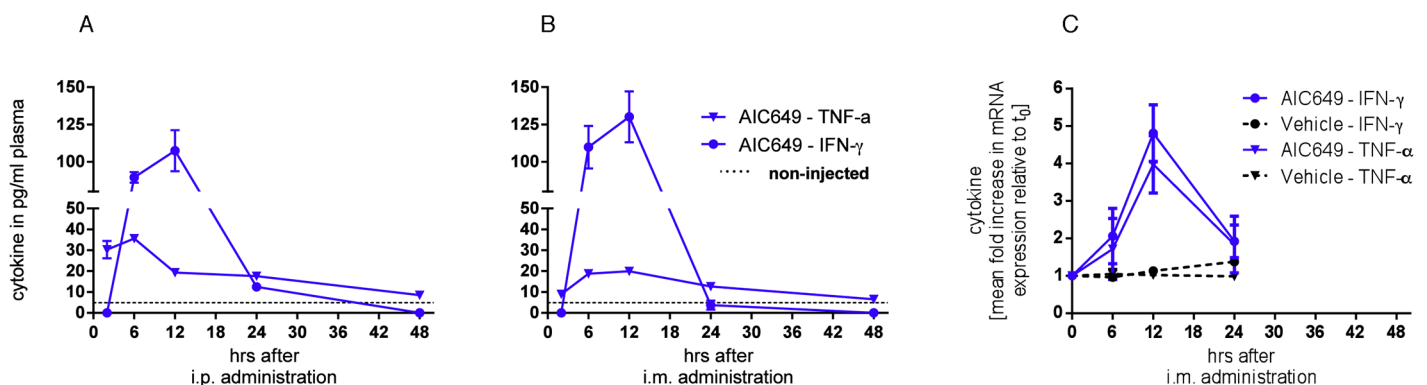 A
cytokine in pg/ml plasma
150
125
100
50
40
30
20
10
0
0 6 12 18 24 30 36 42 48
hrs after
i.p. administration
B
150
125
100
50
40
30
20
10
0
0 6 12 18 24 30 36 42 48
hrs after
i.m. administration
AIC649 - TNF-a
AIC649 - IFN-γ
non-injected
C
cytokine
[mean fold increase in mRNA
expression relative to t0]
6
5
4
3
2
1
0
0 6 12 18 24 30 36 42 48
hrs after
i.m. administration
AIC649 - IFN-γ
Vehicle - IFN-γ
AIC649 - TNF-α
Vehicle - TNF-α